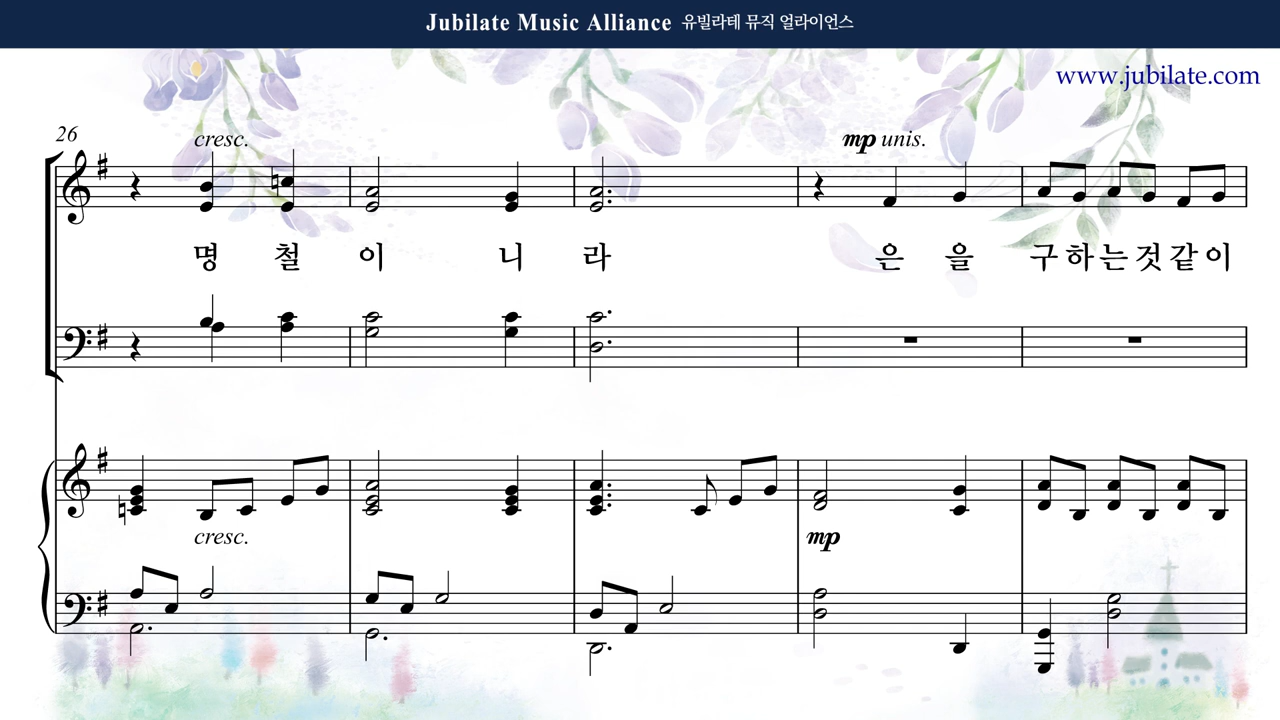 Jubilate Music Alliance 유빌라테 뮤직 얼라이언스
www.jubilate.com
26
cresc.
mp unis.
명 철 이 니 라 은 을 구 하 는 것 같 이
cresc.
mp